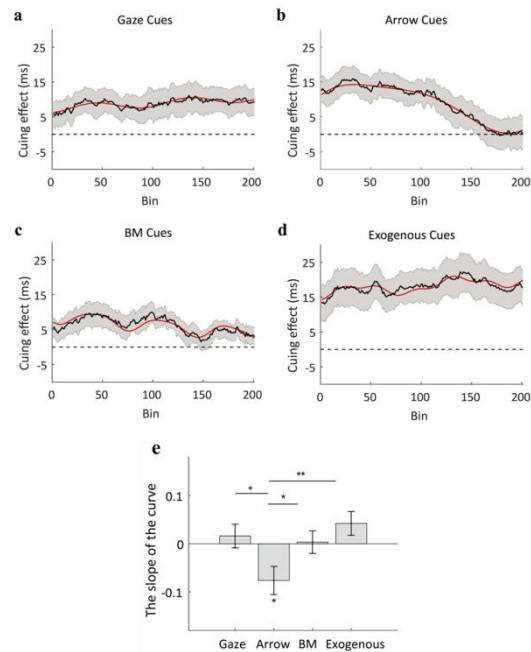 a Gaze Cues
Cuing effect (ms)
25
15
5
-5
0 50 100 150 200
Bin
b Arrow Cues
Cuing effect (ms)
25
15
5
-5
0 50 100 150 200
Bin
c BM Cues
Cuing effect (ms)
25
15
5
-5
0 50 100 150 200
Bin
d Exogenous Cues
Cuing effect (ms)
25
15
5
-5
0 50 100 150 200
Bin
e
The slope of the curve
0.1
0
-0.1
**
*
*
*
Gaze Arrow BM Exogenous